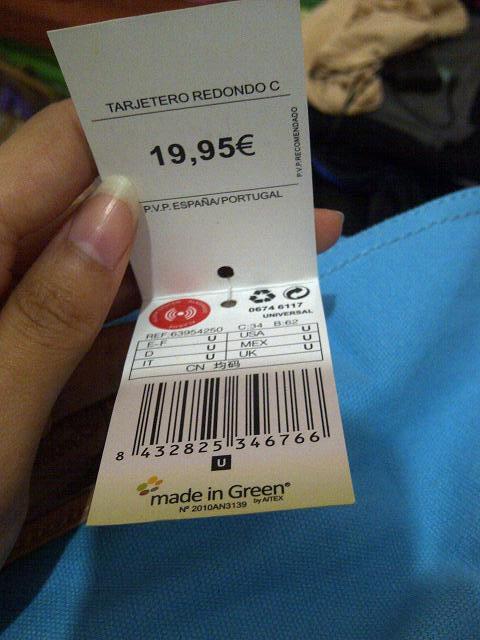 TARJETERO REDONDO C
19,95€
P.V.P. RECOMENDADO
P.V.P. ESPAÑA/PORTUGAL
0674 6117
UNIVERSAL
REF. 63954250 C:34 B:62
E-F U USA U
D U MEX U
IT U UK U
CN 均码
8 432825 346766
U
made in Green®
by AITEX
Nº 2010AN3139